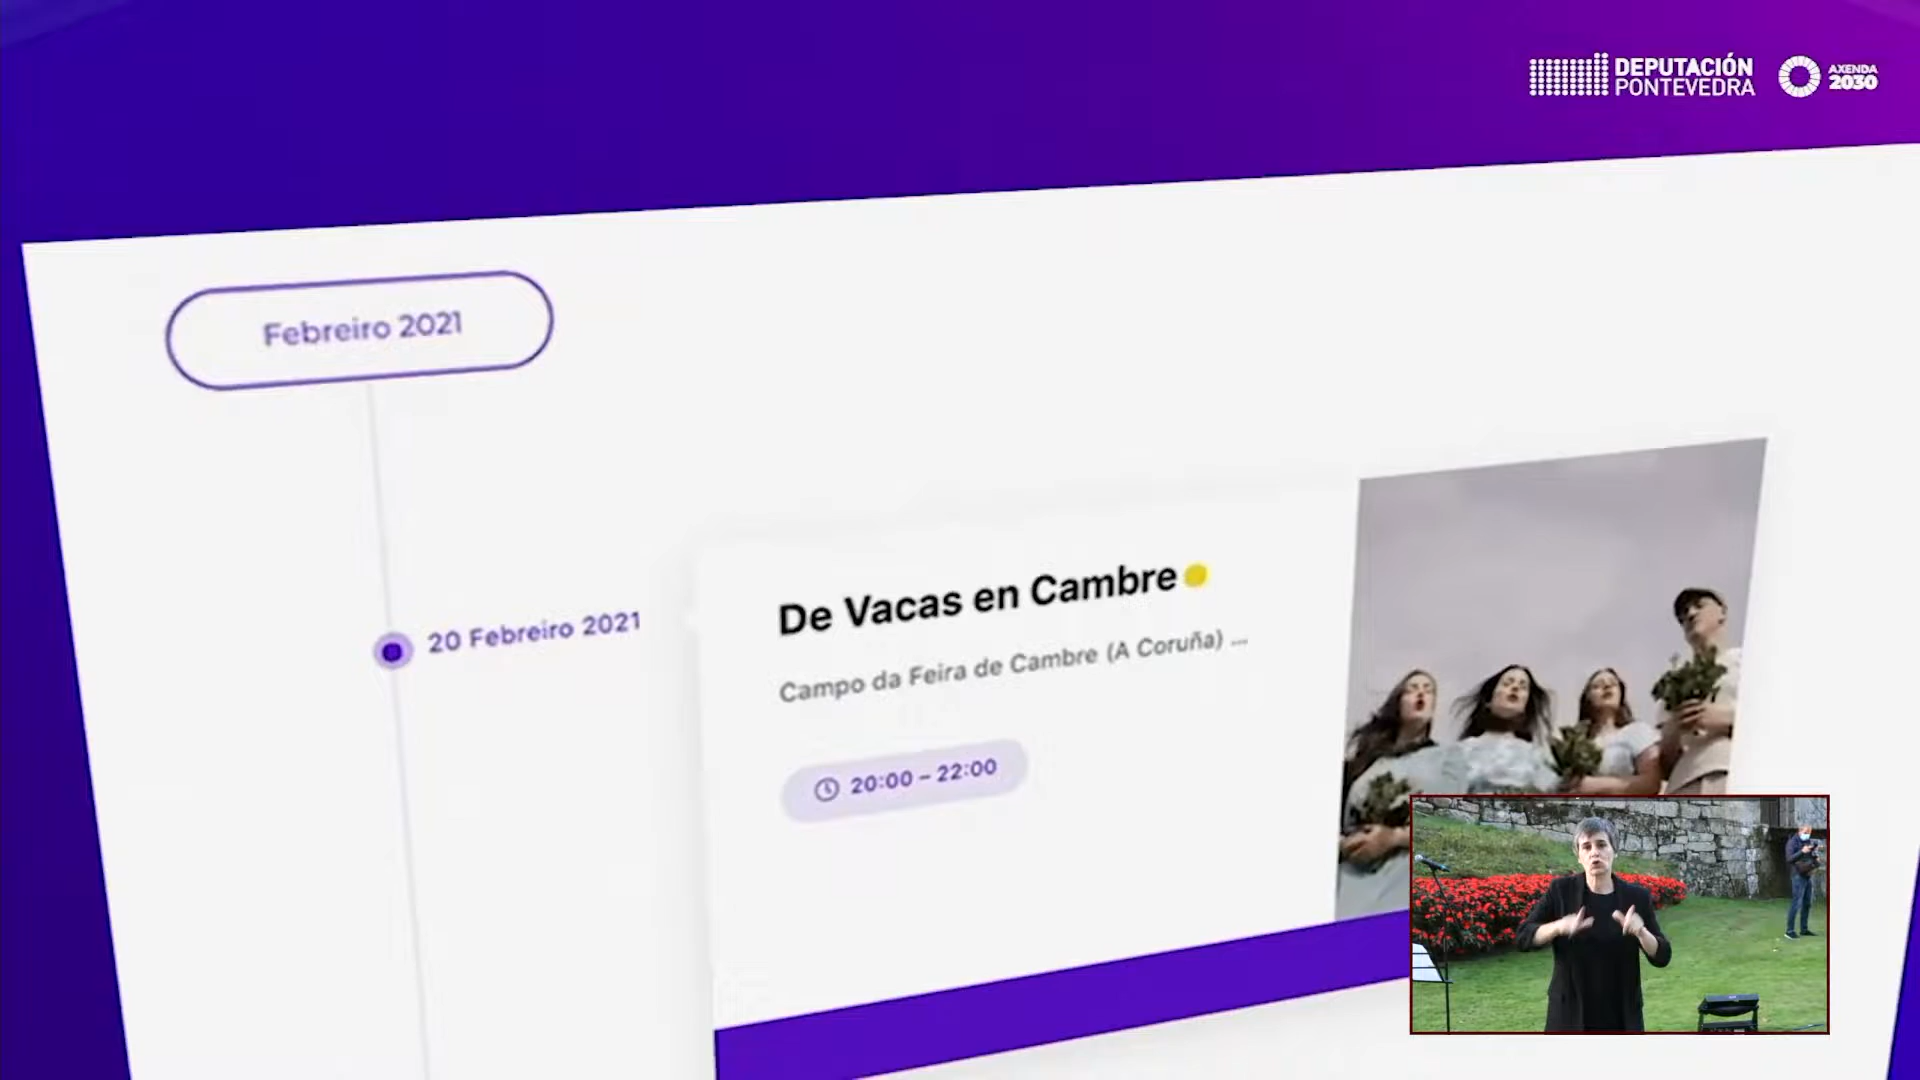 DEPUTACIÓN
PONTEVEDRA
AXENDA
2030
Febreiro 2021
20 Febreiro 2021
De Vacas en Cambre
Campo da Feira de Cambre (A Coruña) ...
20:00 – 22:00